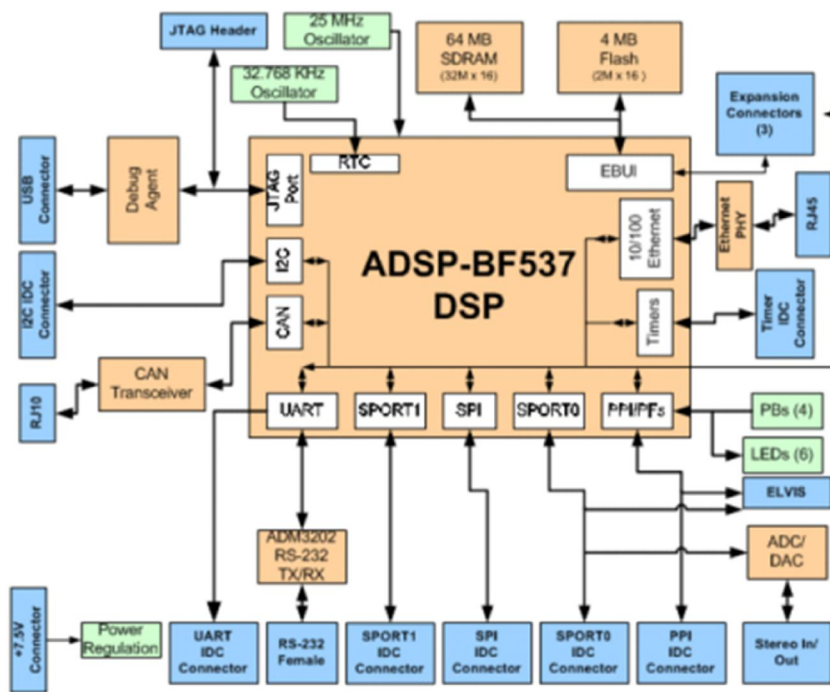 JTAG Header
25 MHz
Oscillator
64 MB
SDRAM
(32M x 16)
4 MB
Flash
(2M x 16 )
32.768 KHz
Oscillator
Expansion
Connectors
(3)
USB
Connector
Debug
Agent
JTAG
Port
RTC
EBUI
10/100
Ethernet
Ethernet
PHY
RJ45
I2C IDC
Connector
I2C
ADSP-BF537
DSP
CAN
Timers
Timer
IDC
Connector
CAN
Transceiver
RJ10
UART
SPORT1
SPI
SPORT0
PPI/PFs
PBs (4)
LEDs (6)
ELVIS
ADM3202
RS-232
TX/RX
ADC/
DAC
+7.5V
Connector
Power
Regulation
UART
IDC
Connector
RS-232
Female
SPORT1
IDC
Connector
SPI
IDC
Connector
SPORT0
IDC
Connector
PPI
IDC
Connector
Stereo In/
Out